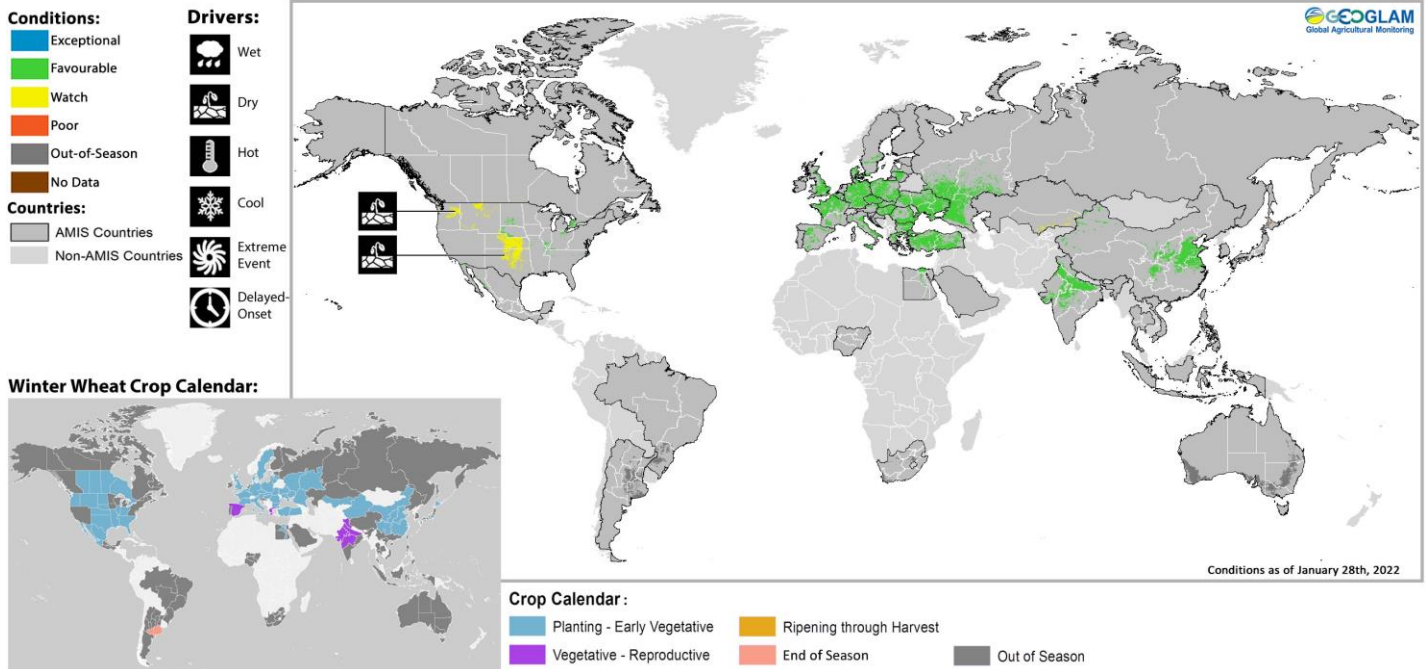 Conditions:
Exceptional
Favourable
Watch
Poor
Out-of-Season
No Data
Countries:
AMIS Countries
Non-AMIS Countries
Drivers:
Wet
Dry
Hot
Cool
Extreme
Event
Delayed-
Onset
GEOGLAM
Global Agricultural Monitoring
Conditions as of January 28th, 2022
Winter Wheat Crop Calendar:
Crop Calendar :
Planting - Early Vegetative
Vegetative - Reproductive
Ripening through Harvest
End of Season
Out of Season